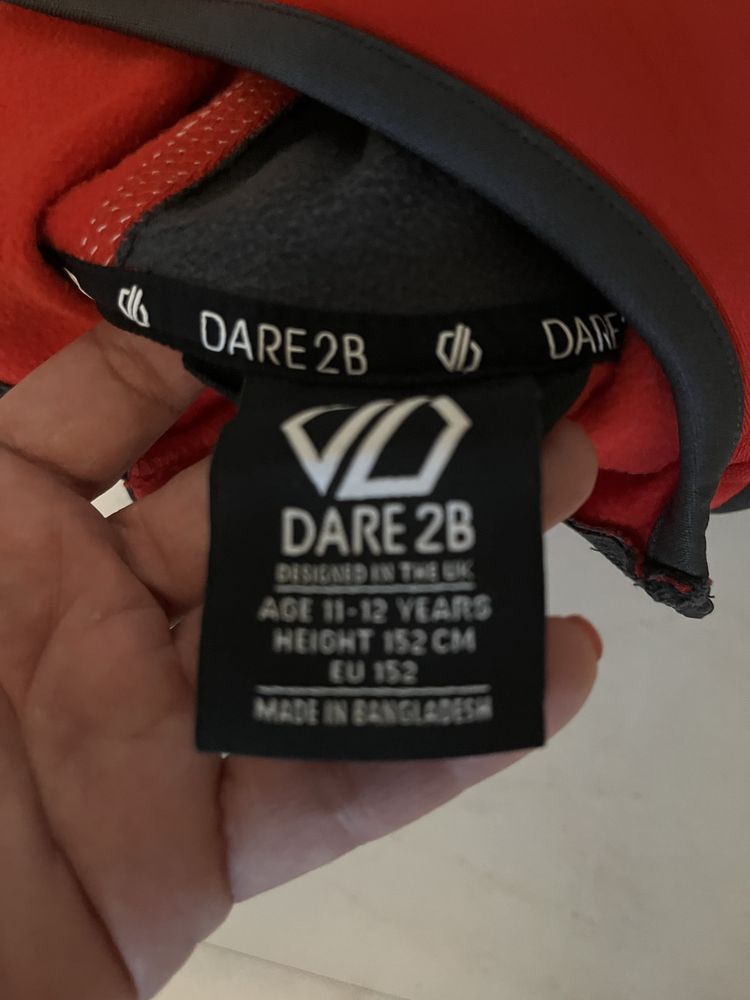 DARE 2B DAR
DARE 2B
DESIGNED IN THE UK
AGE 11-12 YEARS
HEIGHT 152 CM
EU 152
MADE IN BANGLADESH